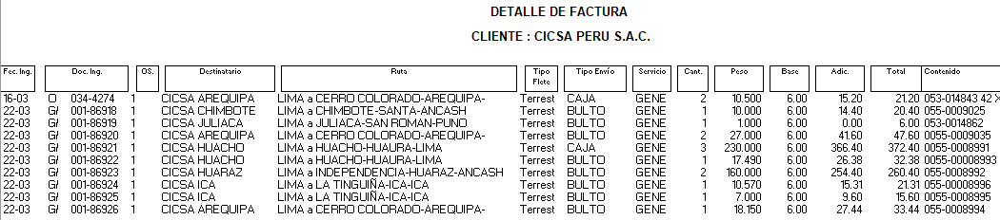 DETALLE DE FACTURA
CLIENTE : CICSA PERU S.A.C.
Fec. Ing. Doc. Ing. OS. Destinatario Ruta Tipo Flete Tipo Envío Servicio Cant. Peso Base Adic. Total Contenido
16-03 O 034-4274 1 CICSA AREQUIPA LIMA a CERRO COLORADO-AREQUIPA- Terrest CAJA GENE 2 10.500 6.00 15.20 21.20 053-014843 42
22-03 G/ 001-86918 1 CICSA CHIMBOTE LIMA a CHIMBOTE-SANTA-ANCASH Terrest BULTO GENE 1 10.000 6.00 14.40 20.40 055-0009025
22-03 G/ 001-86919 1 CICSA JULIACA LIMA a JULIACA-SAN ROMAN-PUNO Terrest BULTO GENE 1 1.000 6.00 0.00 6.00 053-0014862
22-03 G/ 001-86920 1 CICSA AREQUIPA LIMA a CERRO COLORADO-AREQUIPA- Terrest BULTO GENE 2 27.000 6.00 41.60 47.60 055-0009035
22-03 G/ 001-86921 1 CICSA HUACHO LIMA a HUACHO-HUAURA-LIMA Terrest CAJA GENE 3 230.000 6.00 366.40 372.40 0055-0008991
22-03 G/ 001-86922 1 CICSA HUACHO LIMA a HUACHO-HUAURA-LIMA Terrest BULTO GENE 1 17.490 6.00 26.38 32.38 0055-00008993
22-03 G/ 001-86923 1 CICSA HUARAZ LIMA a INDEPENDENCIA-HUARAZ-ANCASH Terrest BULTO GENE 2 160.000 6.00 254.40 260.40 055-0008992
22-03 G/ 001-86924 1 CICSA ICA LIMA a LA TINGUIÑA-ICA-ICA Terrest BULTO GENE 1 10.570 6.00 15.31 21.31 055-00008996
22-03 G/ 001-86925 1 CICSA ICA LIMA a LA TINGUIÑA-ICA-ICA Terrest BULTO GENE 1 7.000 6.00 9.60 15.60 0055-0008995
22-03 G/ 001-86926 1 CICSA AREQUIPA LIMA a CERRO COLORADO-AREQUIPA- Terrest BULTO GENE 1 18.150 6.00 27.44 33.44 055-0008994